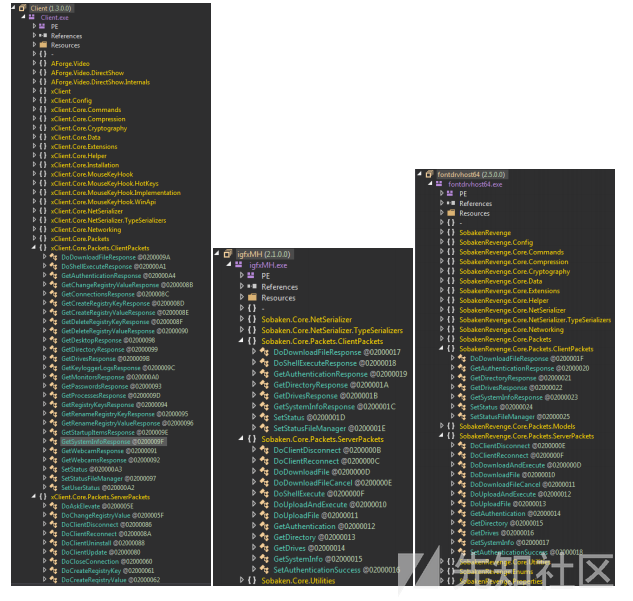 Client (1.3.0.0)
Client.exe
PE
References
Resources
{ } -
{ } AForge.Video
{ } AForge.Video.DirectShow
{ } AForge.Video.DirectShow.Internals
{ } xClient
{ } xClient.Config
{ } xClient.Core.Commands
{ } xClient.Core.Compression
{ } xClient.Core.Cryptography
{ } xClient.Core.Data
{ } xClient.Core.Extensions
{ } xClient.Core.Helper
{ } xClient.Core.Installation
{ } xClient.Core.MouseKeyHook
{ } xClient.Core.MouseKeyHook.HotKeys
{ } xClient.Core.MouseKeyHook.Implementation
{ } xClient.Core.MouseKeyHook.WinApi
{ } xClient.Core.NetSerializer
{ } xClient.Core.NetSerializer.TypeSerializers
{ } xClient.Core.Networking
{ } xClient.Core.Packets
{ } xClient.Core.Packets.ClientPackets
DoDownloadFileResponse @0200009A
DoShellExecuteResponse @020000A1
GetAuthenticationResponse @020000A4
GetChangeRegistryValueResponse @0200008B
GetConnectionsResponse @0200008C
GetCreateRegistryKeyResponse @0200008D
GetCreateRegistryValueResponse @0200008E
GetDeleteRegistryKeyResponse @0200008F
GetDeleteRegistryValueResponse @02000090
GetDesktopResponse @02000098
GetDirectoryResponse @02000099
GetDrivesResponse @0200009B
GetKeyloggerLogsResponse @0200009C
GetMonitorsResponse @020000A0
GetPasswordsResponse @02000093
GetProcessesResponse @0200009D
GetRegistryKeysResponse @02000094
GetRenameRegistryKeyResponse @02000095
GetRenameRegistryValueResponse @02000096
GetStartupItemsResponse @0200009E
GetSystemInfoResponse @0200009F
GetWebcamResponse @02000091
GetWebcamsResponse @02000092
SetStatus @020000A3
SetStatusFileManager @02000097
SetUserStatus @020000A2
{ } xClient.Core.Packets.ServerPackets
DoAskElevate @0200005E
DoChangeRegistryValue @0200005F
DoClientDisconnect @02000086
DoClientReconnect @0200008A
DoClientUninstall @02000088
DoClientUpdate @02000080
DoCloseConnection @02000060
DoCreateRegistryKey @02000061
DoCreateRegistryValue @02000062
igfxMH (2.1.0.0)
igfxMH.exe
PE
References
Resources
{ } -
{ } Sobaken.Core.NetSerializer
{ } Sobaken.Core.NetSerializer.TypeSerializers
{ } Sobaken.Core.Packets.ClientPackets
DoDownloadFileResponse @02000017
DoShellExecuteResponse @02000018
GetAuthenticationResponse @02000019
GetDirectoryResponse @0200001A
GetDrivesResponse @0200001B
GetSystemInfoResponse @0200001C
SetStatus @0200001D
SetStatusFileManager @0200001E
{ } Sobaken.Core.Packets.ServerPackets
DoClientDisconnect @0200000B
DoClientReconnect @0200000C
DoDownloadFile @0200000D
DoDownloadFileCancel @0200000E
DoShellExecute @0200000F
DoUploadAndExecute @02000010
DoUploadFile @02000011
GetAuthentication @02000012
GetDirectory @02000013
GetDrives @02000014
GetSystemInfo @02000015
SetAuthenticationSuccess @02000016
{ } Sobaken.Core.Utilities
fontdrvhost64 (2.5.0.0)
fontdrvhost64.exe
PE
References
Resources
{ } -
{ } SobakenRevenge
{ } SobakenRevenge.Config
{ } SobakenRevenge.Core.Commands
{ } SobakenRevenge.Core.Compression
{ } SobakenRevenge.Core.Cryptography
{ } SobakenRevenge.Core.Data
{ } SobakenRevenge.Core.Extensions
{ } SobakenRevenge.Core.Helper
{ } SobakenRevenge.Core.NetSerializer
{ } SobakenRevenge.Core.NetSerializer.TypeSerializers
{ } SobakenRevenge.Core.Networking
{ } SobakenRevenge.Core.Packets
{ } SobakenRevenge.Core.Packets.ClientPackets
DoDownloadFileResponse @0200001F
GetAuthenticationResponse @02000020
GetDirectoryResponse @02000021
GetDrivesResponse @02000022
GetSystemInfoResponse @02000023
SetStatus @02000024
SetStatusFileManager @02000025
{ } SobakenRevenge.Core.Packets.Models
{ } SobakenRevenge.Core.Packets.ServerPackets
DoClientDisconnect @0200000E
DoClientReconnect @0200000F
DoDownloadAndExecute @0200000D
DoDownloadFile @02000010
DoDownloadFileCancel @02000011
DoUploadAndExecute @02000012
DoUploadFile @02000013
GetAuthentication @02000014
GetDirectory @02000015
GetDrives @02000016
GetSystemInfo @02000017
SetAuthenticationSuccess @02000018
{ } SobakenRevenge.Core.Utilities
{ } SobakenRevenge.Enums
{ } SobakenRevenge.Properties
社区